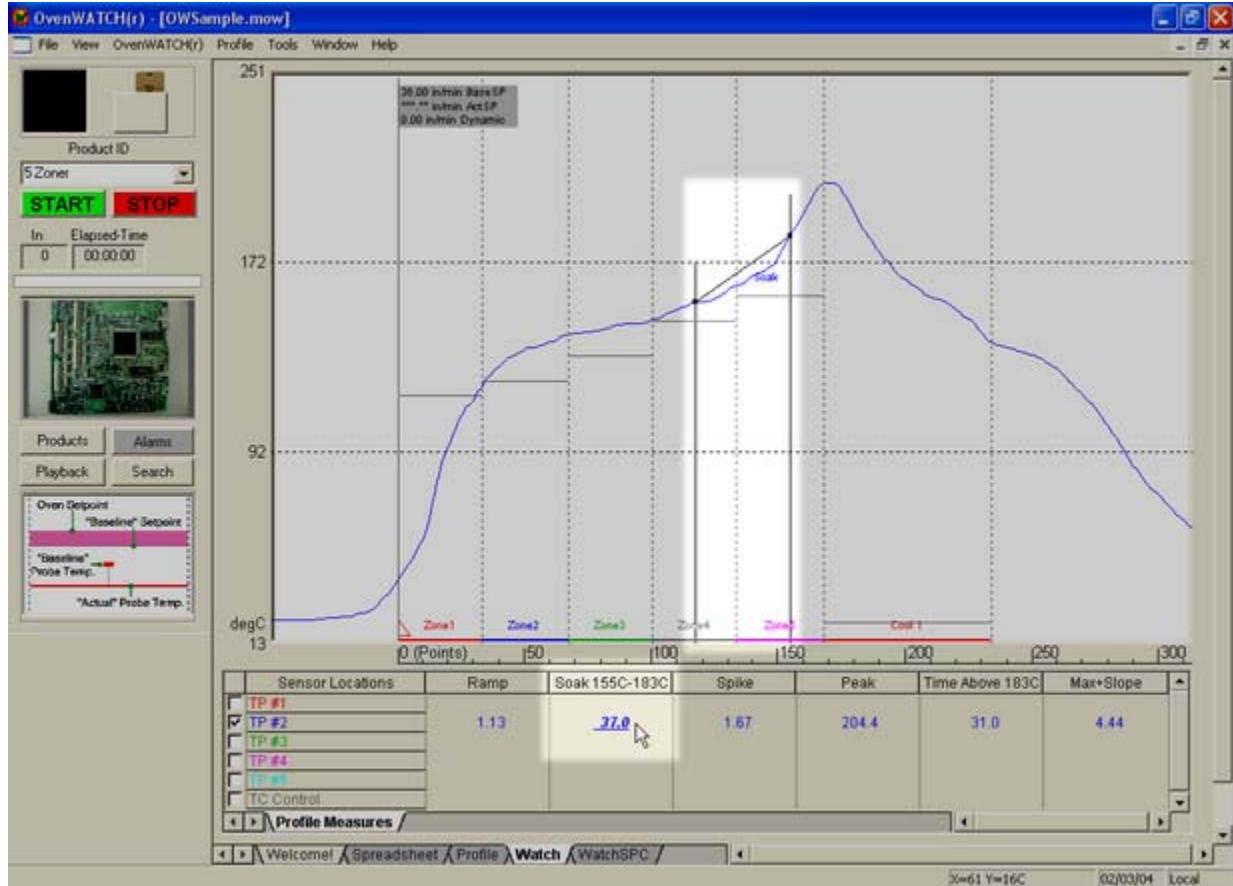 OvenWATCH(r) - [OWSample.mow]
File View OvenWATCH(r) Profile Tools Window Help
Product ID
5 Zoner
START STOP
In Elapsed-Time
0 00:00:00
Products Alarms
Playback Search
Oven Setpoint
"Baseline" Setpoint
"Baseline"
Probe Temp.
"Actual" Probe Temp.
251
36.00 in/min Base SP
***.** in/min Act SP
0.00 in/min Dynamic
172
Soak
92
degC
13
Zone1 Zone2 Zone3 Zone4 Zone5 Cool 1
0 (Points) 50 100 150 200 250 300
Sensor Locations Ramp Soak 155C-183C Spike Peak Time Above 183C Max+Slope
TP #1
TP #2 1.13 37.0 1.67 204.4 31.0 4.44
TP #3
TP #4
TP #5
TC Control
Profile Measures
Welcome! Spreadsheet Profile Watch WatchSPC
X=61 Y=16C 02/03/04 Local